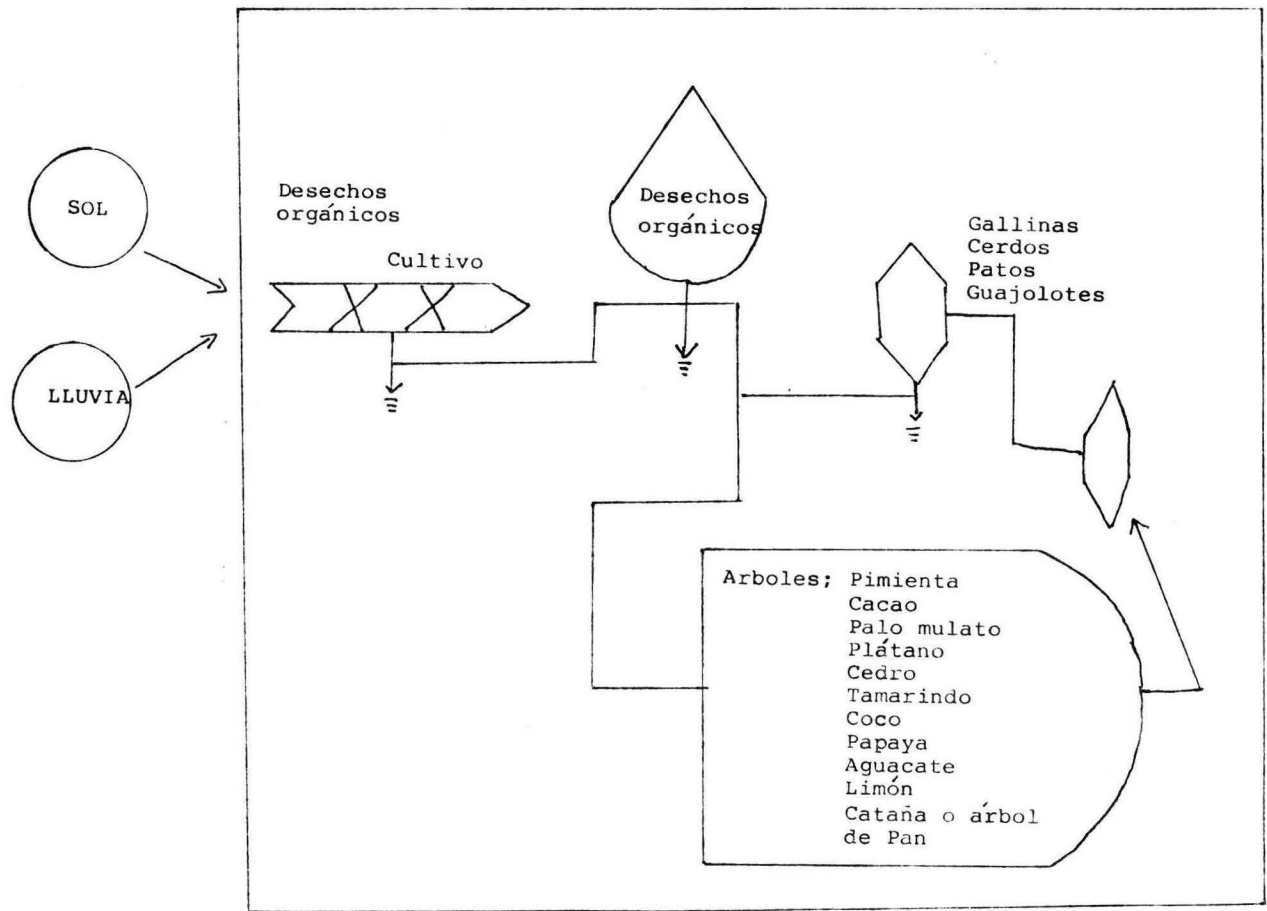 SOL
LLUVIA
Desechos
orgánicos
Cultivo
Desechos
orgánicos
Gallinas
Cerdos
Patos
Guajolotes
Arboles; Pimienta
Cacao
Palo mulato
Plátano
Cedro
Tamarindo
Coco
Papaya
Aguacate
Limón
Cataña o árbol
de Pan